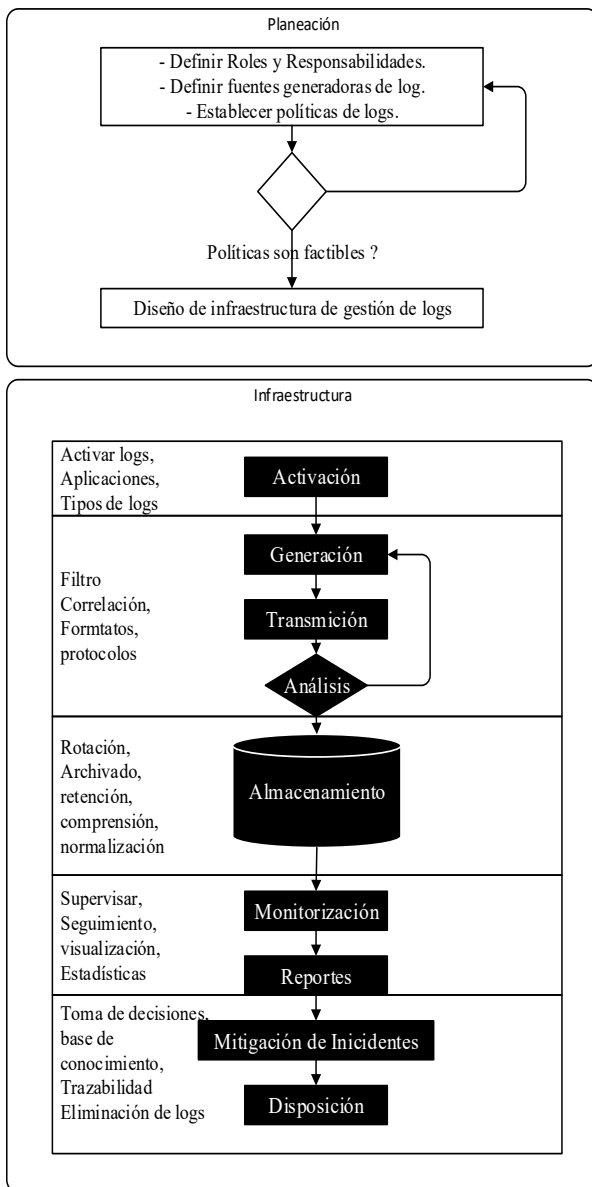 Planeación
- Definir Roles y Responsabilidades.
- Definir fuentes generadoras de log.
- Establecer políticas de logs.
Políticas son factibles ?
Diseño de infraestructura de gestión de logs
Infraestructura
Activar logs,
Aplicaciones,
Tipos de logs
Activación
Filtro
Correlación,
Formtatos,
protocolos
Generación
Transmición
Análisis
Rotación,
Archivado,
retención,
comprensión,
normalización
Almacenamiento
Supervisar,
Seguimiento,
visualización,
Estadísticas
Monitorización
Reportes
Toma de decisiones,
base de
conocimiento,
Trazabilidad
Eliminación de logs
Mitigación de Inicidentes
Disposición